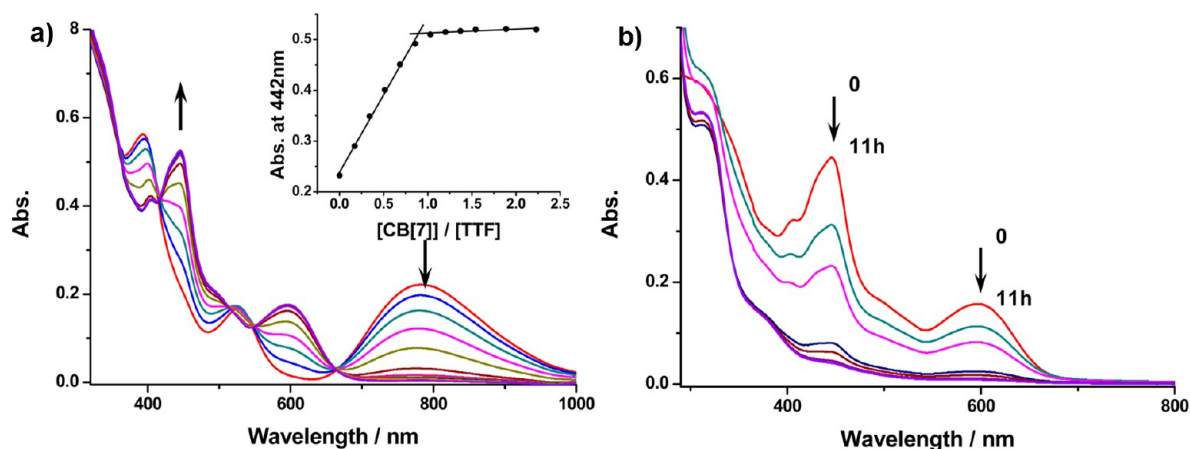 a)
8
0.6
0.4
0.2
0.0
Abs.
400 600 800 1000
Wavelength / nm
0.5
0.4
0.3
0.2
Abs. at 442nm
0.0 0.5 1.0 1.5 2.0 2.5
[CB[7]] / [TTF]
b)
0.6
0.4
0.2
0.0
Abs.
0
11h
0
11h
400 600 800
Wavelength / nm